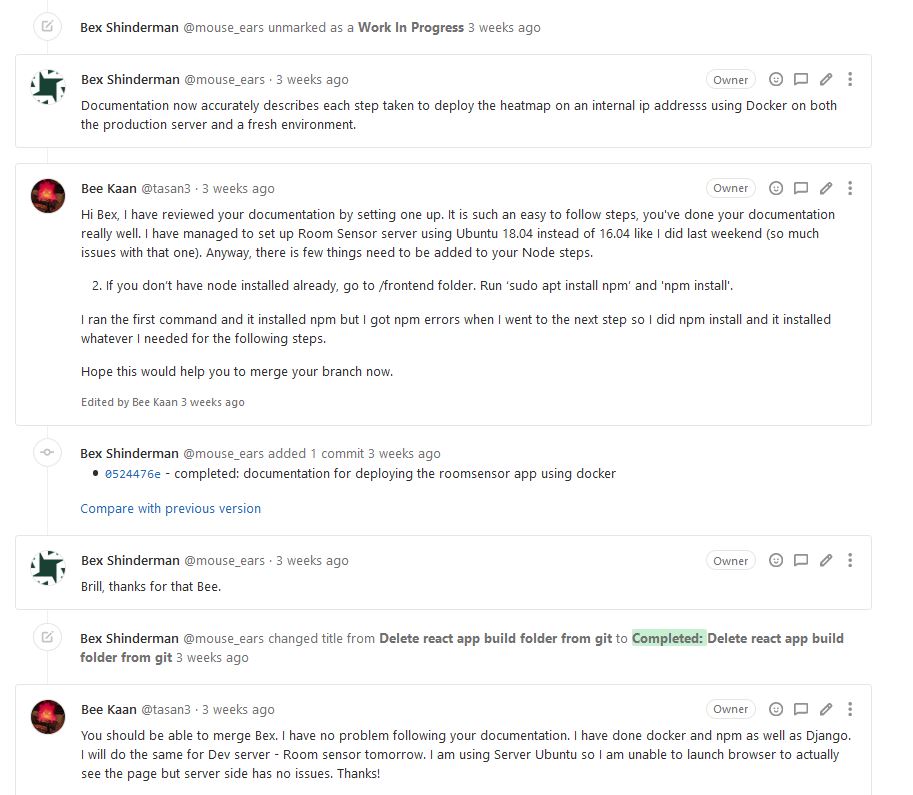 Bex Shinderman @mouse_ears unmarked as a Work In Progress 3 weeks ago
Bex Shinderman @mouse_ears · 3 weeks ago
Owner
Documentation now accurately describes each step taken to deploy the heatmap on an internal ip addresss using Docker on both
the production server and a fresh environment.
Bee Kaan @tasan3 · 3 weeks ago
Owner
Hi Bex, I have reviewed your documentation by setting one up. It is such an easy to follow steps, you've done your documentation
really well. I have managed to set up Room Sensor server using Ubuntu 18.04 instead of 16.04 like I did last weekend (so much
issues with that one). Anyway, there is few things need to be added to your Node steps.
2. If you don't have node installed already, go to /frontend folder. Run 'sudo apt install npm' and 'npm install'.
I ran the first command and it installed npm but I got npm errors when I went to the next step so I did npm install and it installed
whatever I needed for the following steps.
Hope this would help you to merge your branch now.
Edited by Bee Kaan 3 weeks ago
Bex Shinderman @mouse_ears added 1 commit 3 weeks ago
• 0524476e - completed: documentation for deploying the roomsensor app using docker
Compare with previous version
Bex Shinderman @mouse_ears · 3 weeks ago
Owner
Brill, thanks for that Bee.
Bex Shinderman @mouse_ears changed title from Delete react app build folder from git to Completed: Delete react app build
folder from git 3 weeks ago
Bee Kaan @tasan3 · 3 weeks ago
Owner
You should be able to merge Bex. I have no problem following your documentation. I have done docker and npm as well as Django.
I will do the same for Dev server - Room sensor tomorrow. I am using Server Ubuntu so I am unable to launch browser to actually
see the page but server side has no issues. Thanks!